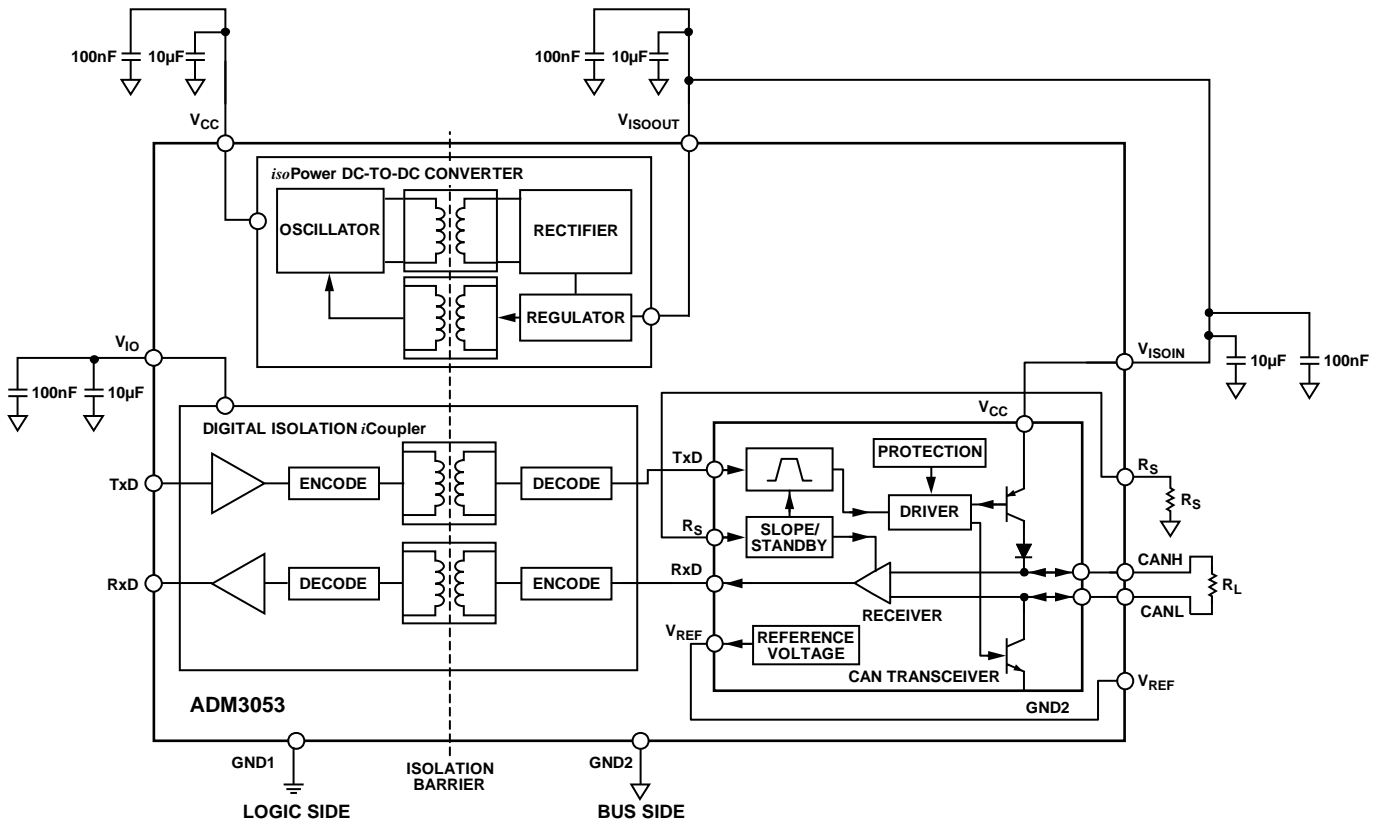 100nF
10µF
100nF
10µF
VCC
VISOOUT
isoPower DC-TO-DC CONVERTER
OSCILLATOR
RECTIFIER
REGULATOR
VIO
100nF
10µF
VISOIN
10µF
100nF
DIGITAL ISOLATION iCoupler
VCC
TxD
ENCODE
DECODE
TxD
PROTECTION
DRIVER
RS
RS
RS
SLOPE/
STANDBY
RxD
DECODE
ENCODE
RxD
RECEIVER
CANH
RL
CANL
VREF
REFERENCE
VOLTAGE
CAN TRANSCEIVER
VREF
ADM3053
GND2
GND1
ISOLATION
BARRIER
GND2
LOGIC SIDE
BUS SIDE